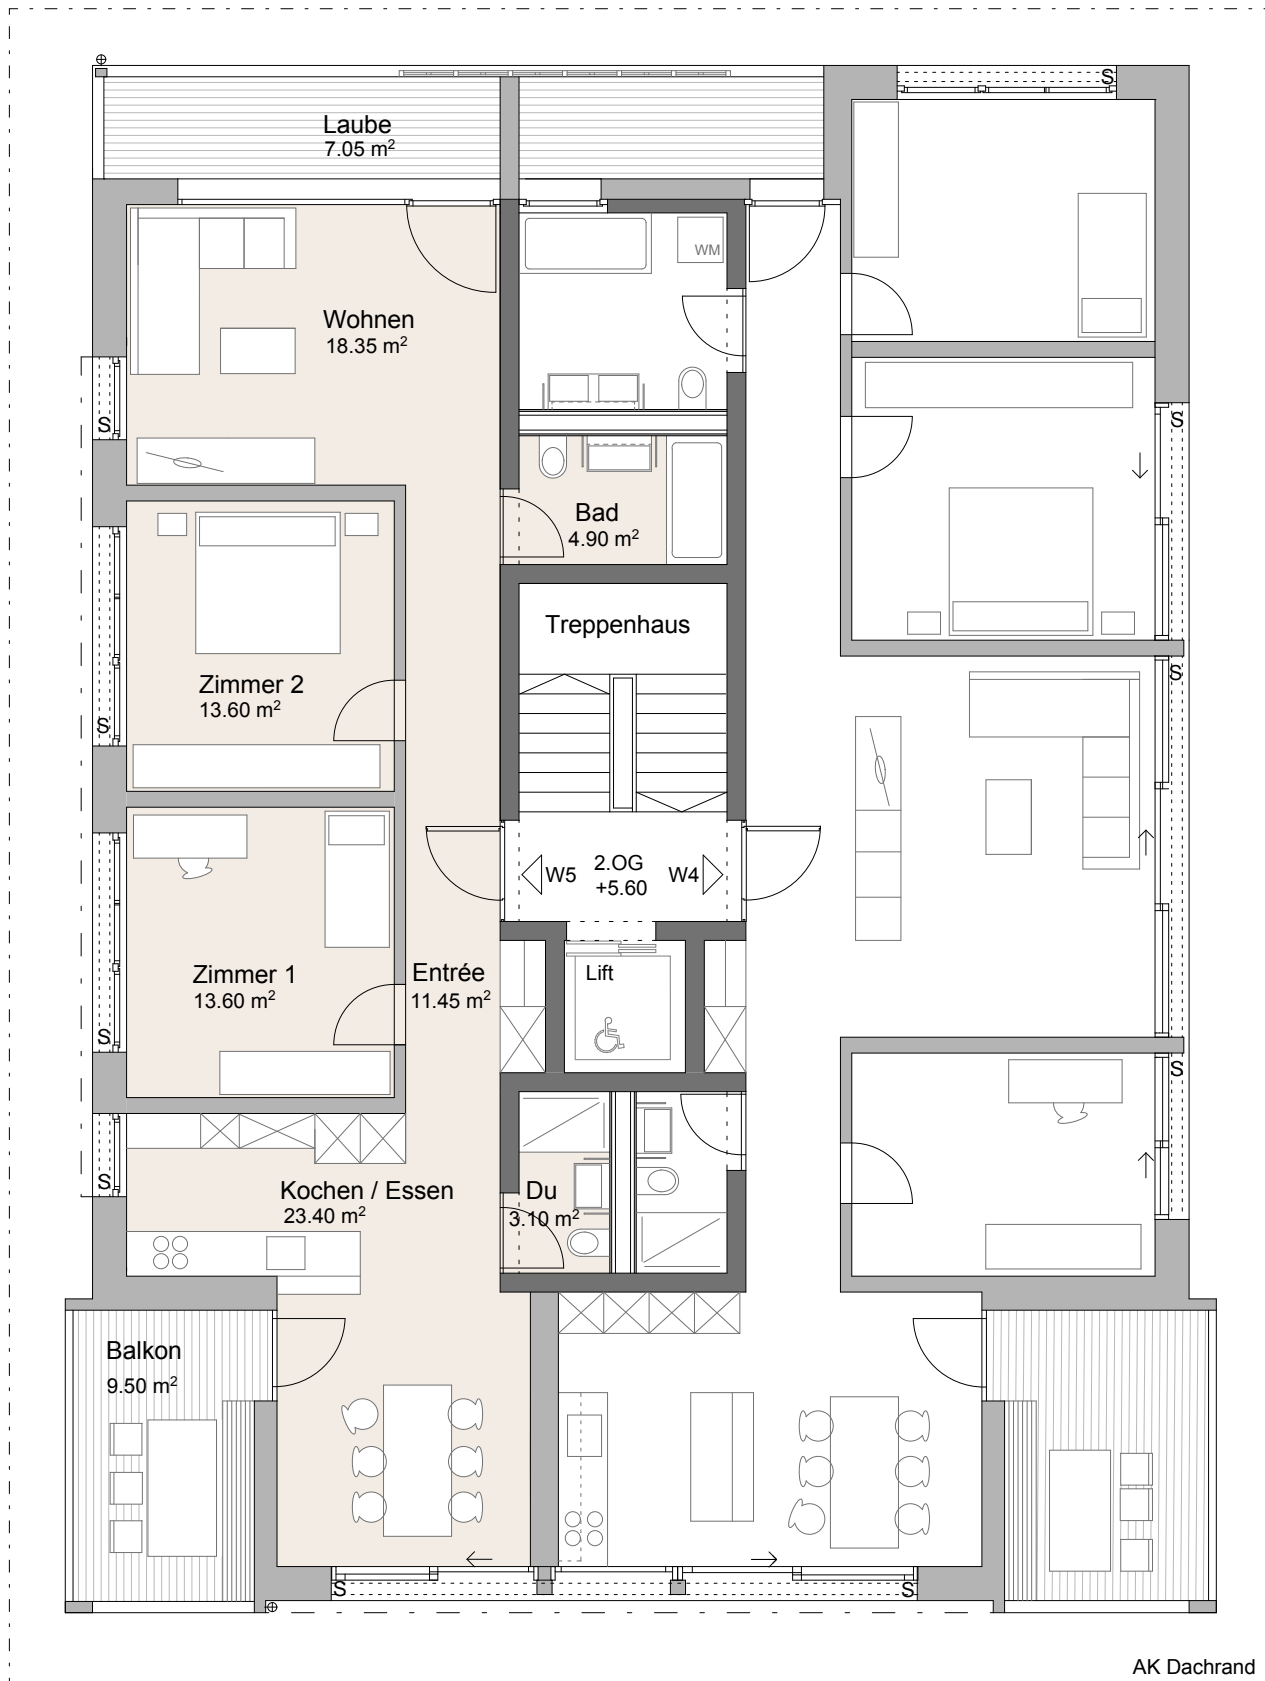 S
Laube
7.05 m²
WM
Wohnen
18.35 m²
S
S
Bad
4.90 m²
Treppenhaus
S
Zimmer 2
13.60 m²
S
W5
2.OG
+5.60
W4
Zimmer 1
13.60 m²
Entrée
11.45 m²
Lift
S
S
S
Kochen / Essen
23.40 m²
Du
3.10 m²
Balkon
9.50 m²
S
S
AK Dachrand